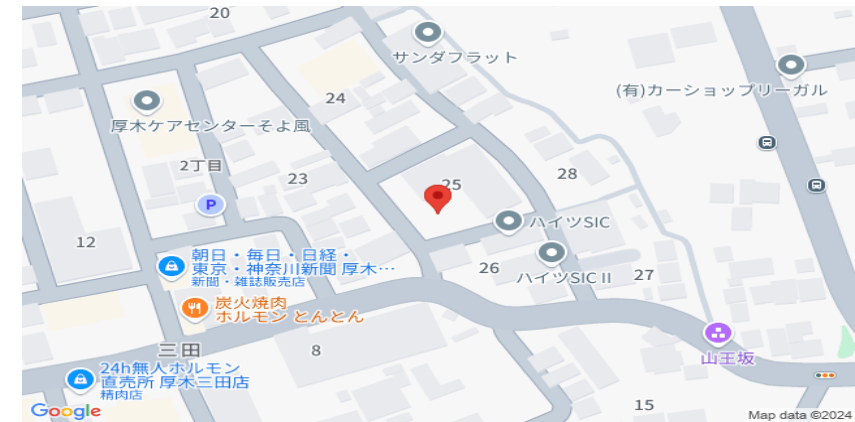 20
サンダフラット
(有)カーショップリーガル
24
厚木ケアセンターそよ風
2丁目
28
25
23
P
ハイツSIC
12
朝日・毎日・日経・
東京・神奈川新聞 厚木…
新聞・雑誌販売店
26
ハイツSIC II
27
炭火焼肉
ホルモン とんとん
三田
8
山王坂
24h無人ホルモン
直売所 厚木三田店
精肉店
15
Google
Map data ©2024